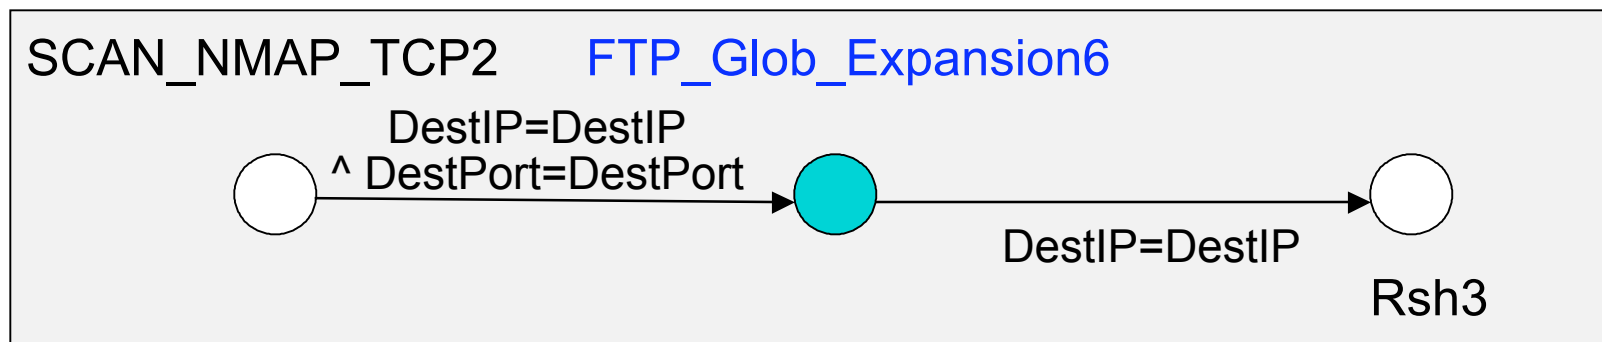 SCAN_NMAP_TCP2 FTP_Glob_Expansion6
DestIP=DestIP
^ DestPort=DestPort
DestIP=DestIP
Rsh3